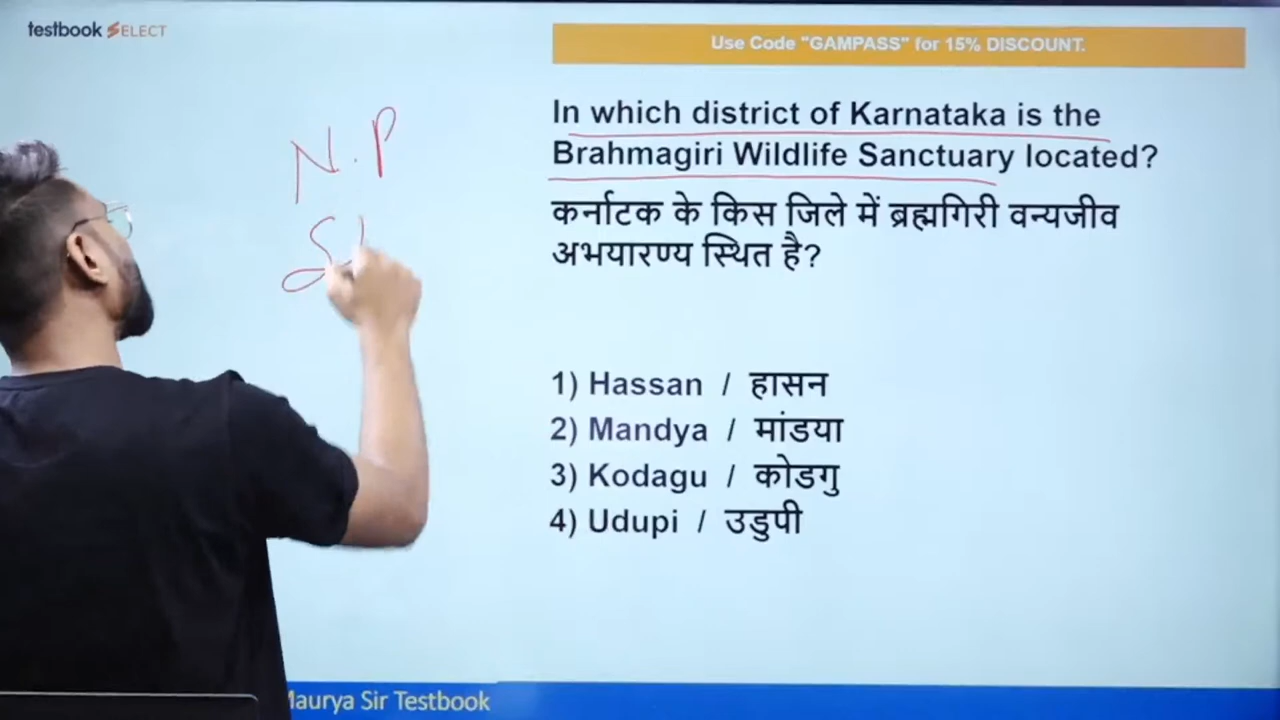 testbook SELECT
Use Code "GAMPASS" for 15% DISCOUNT.
In which district of Karnataka is the
Brahmagiri Wildlife Sanctuary located?
कर्नाटक के किस जिले में ब्रह्मगिरी वन्यजीव
अभयारण्य स्थित है?
N.P
1) Hassan / हासन
2) Mandya / मांडया
3) Kodagu / कोडगु
4) Udupi / उडुपी
Maurya Sir Testbook